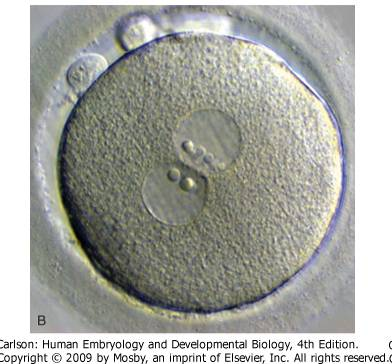 B
Carlson: Human Embryology and Developmental Biology, 4th Edition.
Copyright © 2009 by Mosby, an imprint of Elsevier, Inc. All rights reserved.